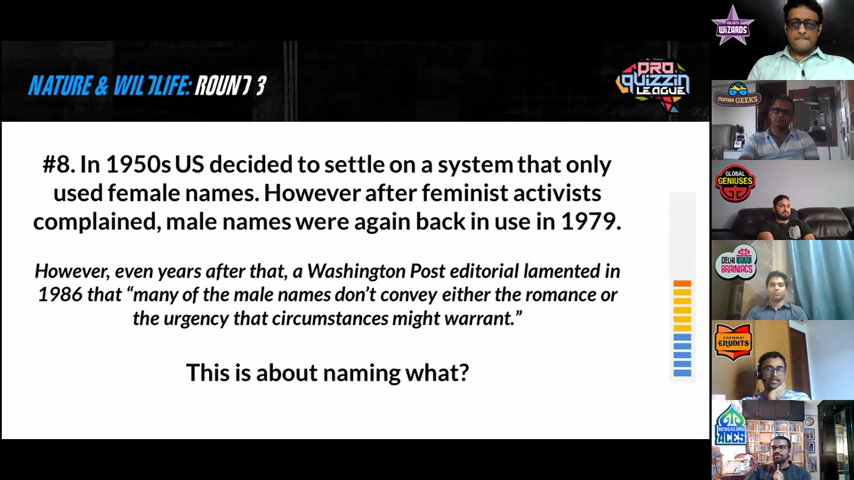 NATURE & WILDLIFE: ROUND 3
PRO
QUIZZIN
LEAGUE
#8. In 1950s US decided to settle on a system that only
used female names. However after feminist activists
complained, male names were again back in use in 1979.
However, even years after that, a Washington Post editorial lamented in
1986 that “many of the male names don’t convey either the romance or
the urgency that circumstances might warrant.”
This is about naming what?
WIZARDS
GEEKS
GLOBAL
GENIUSES
DELHI
BRAINIACS
CHENNAI
ERUDITS
BENGALURU
ACES